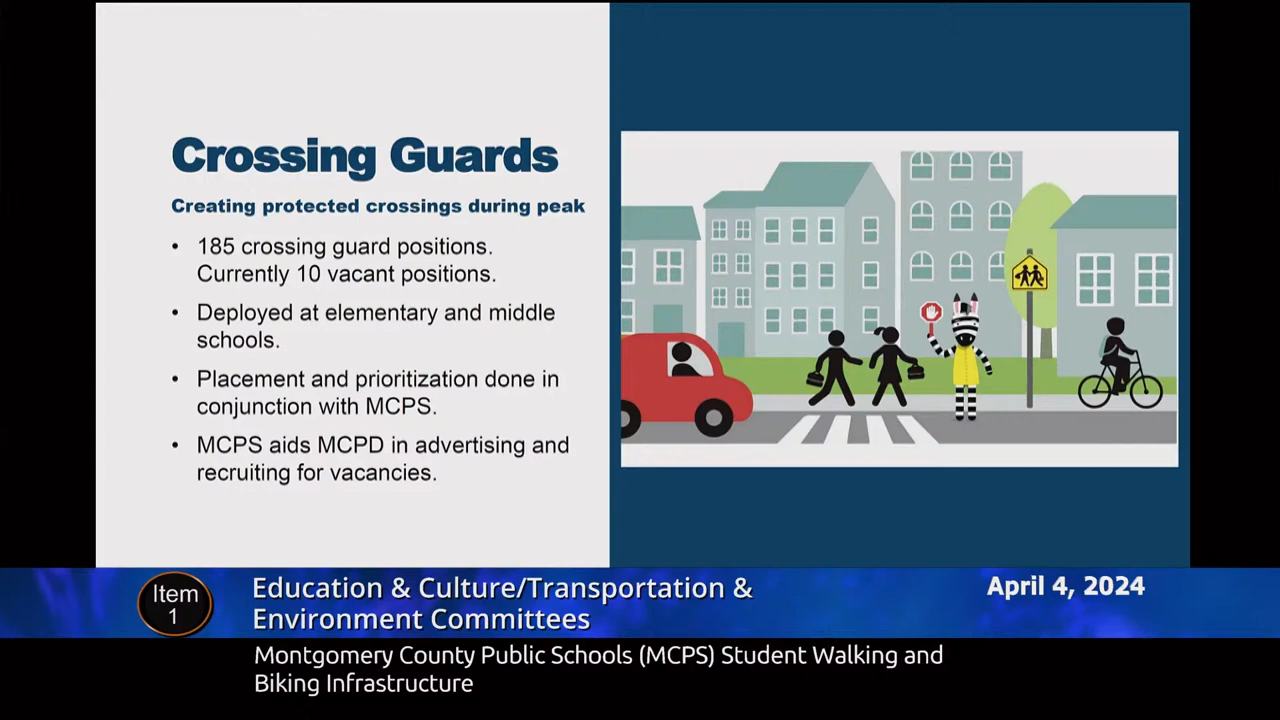 Crossing Guards
Creating protected crossings during peak
• 185 crossing guard positions.
Currently 10 vacant positions.
• Deployed at elementary and middle
schools.
• Placement and prioritization done in
conjunction with MCPS.
• MCPS aids MCPD in advertising and
recruiting for vacancies.
Item
1
Education & Culture/Transportation &
Environment Committees
April 4, 2024
Montgomery County Public Schools (MCPS) Student Walking and
Biking Infrastructure